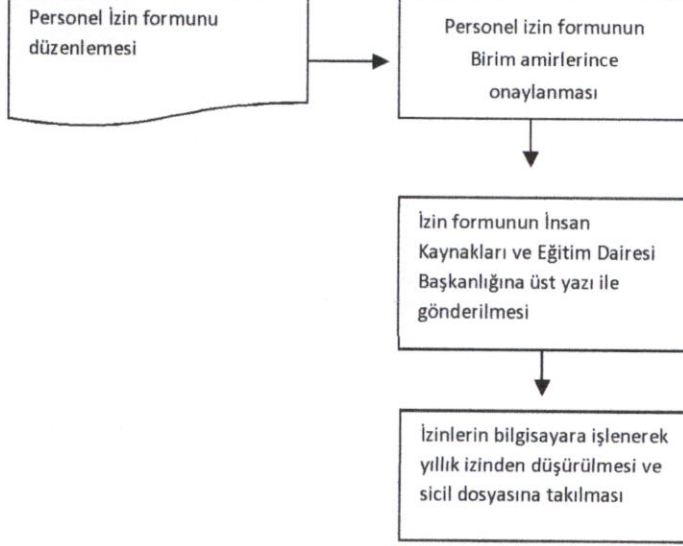 Personel İzin formunu
düzenlemesi
Personel izin formunun
Birim amirlerince
onaylanması
İzin formunun İnsan
Kaynakları ve Eğitim Dairesi
Başkanlığına üst yazı ile
gönderilmesi
İzinlerin bilgisayara işlenerek
yıllık izinden düşürülmesi ve
sicil dosyasına takılması